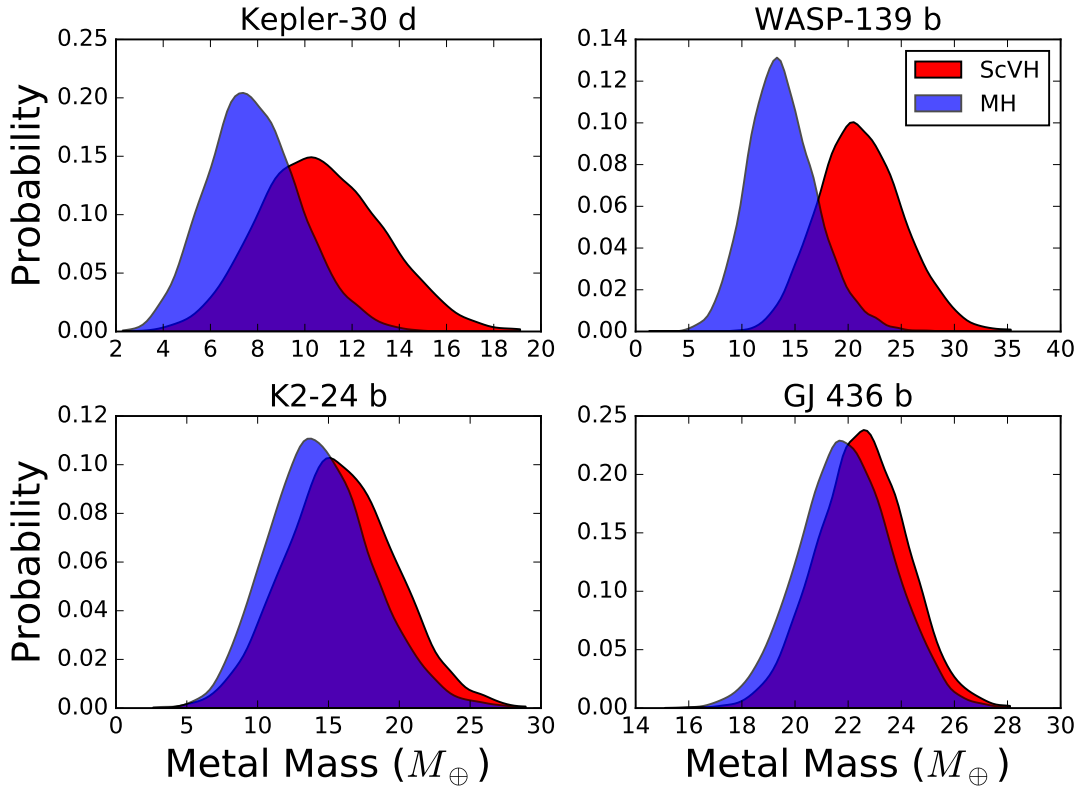 Kepler-30 d
WASP-139 b
0.25
0.20
0.15
0.10
0.05
0.00
Probability
2 4 6 8 10 12 14 16 18 20
0.14
0.12
0.10
0.08
0.06
0.04
0.02
0.00
0 5 10 15 20 25 30 35 40
ScVH
MH
K2-24 b
GJ 436 b
0.12
0.10
0.08
0.06
0.04
0.02
0.00
Probability
0 5 10 15 20 25 30
Metal Mass (M⊕)
0.25
0.20
0.15
0.10
0.05
0.00
14 16 18 20 22 24 26 28 30
Metal Mass (M⊕)